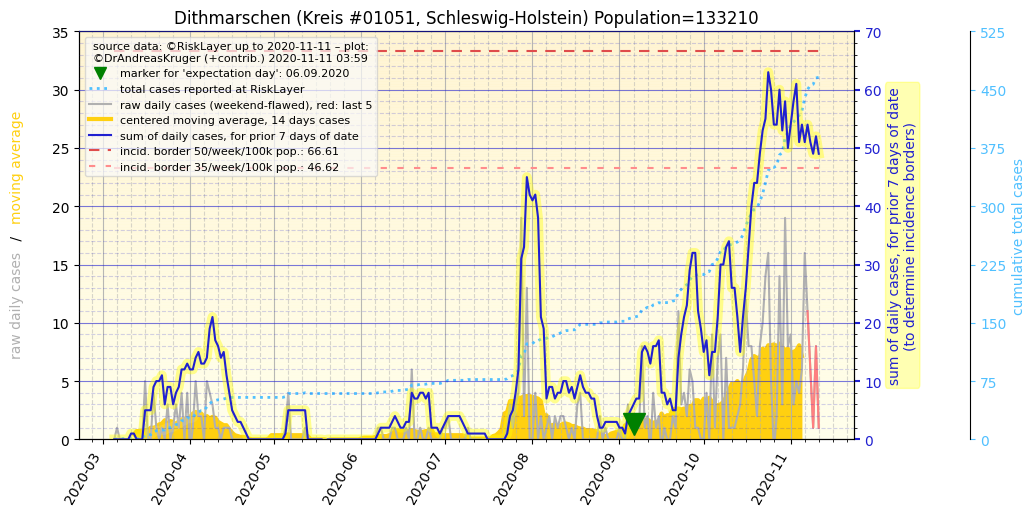 Dithmarschen (Kreis #01051, Schleswig-Holstein) Population=133210
source data: ©RiskLayer up to 2020-11-11 – plot:
©DrAndreasKruger (+contrib.) 2020-11-11 03:59
marker for 'expectation day': 06.09.2020
total cases reported at RiskLayer
raw daily cases (weekend-flawed), red: last 5
centered moving average, 14 days cases
sum of daily cases, for prior 7 days of date
incid. border 50/week/100k pop.: 66.61
incid. border 35/week/100k pop.: 46.62
raw daily cases / moving average
35
30
25
20
15
10
5
0
2020-03
2020-04
2020-05
2020-06
2020-07
2020-08
2020-09
2020-10
2020-11
70
60
50
40
30
20
10
0
sum of daily cases, for prior 7 days of date
(to determine incidence borders)
525
450
375
300
225
150
75
0
cumulative total cases